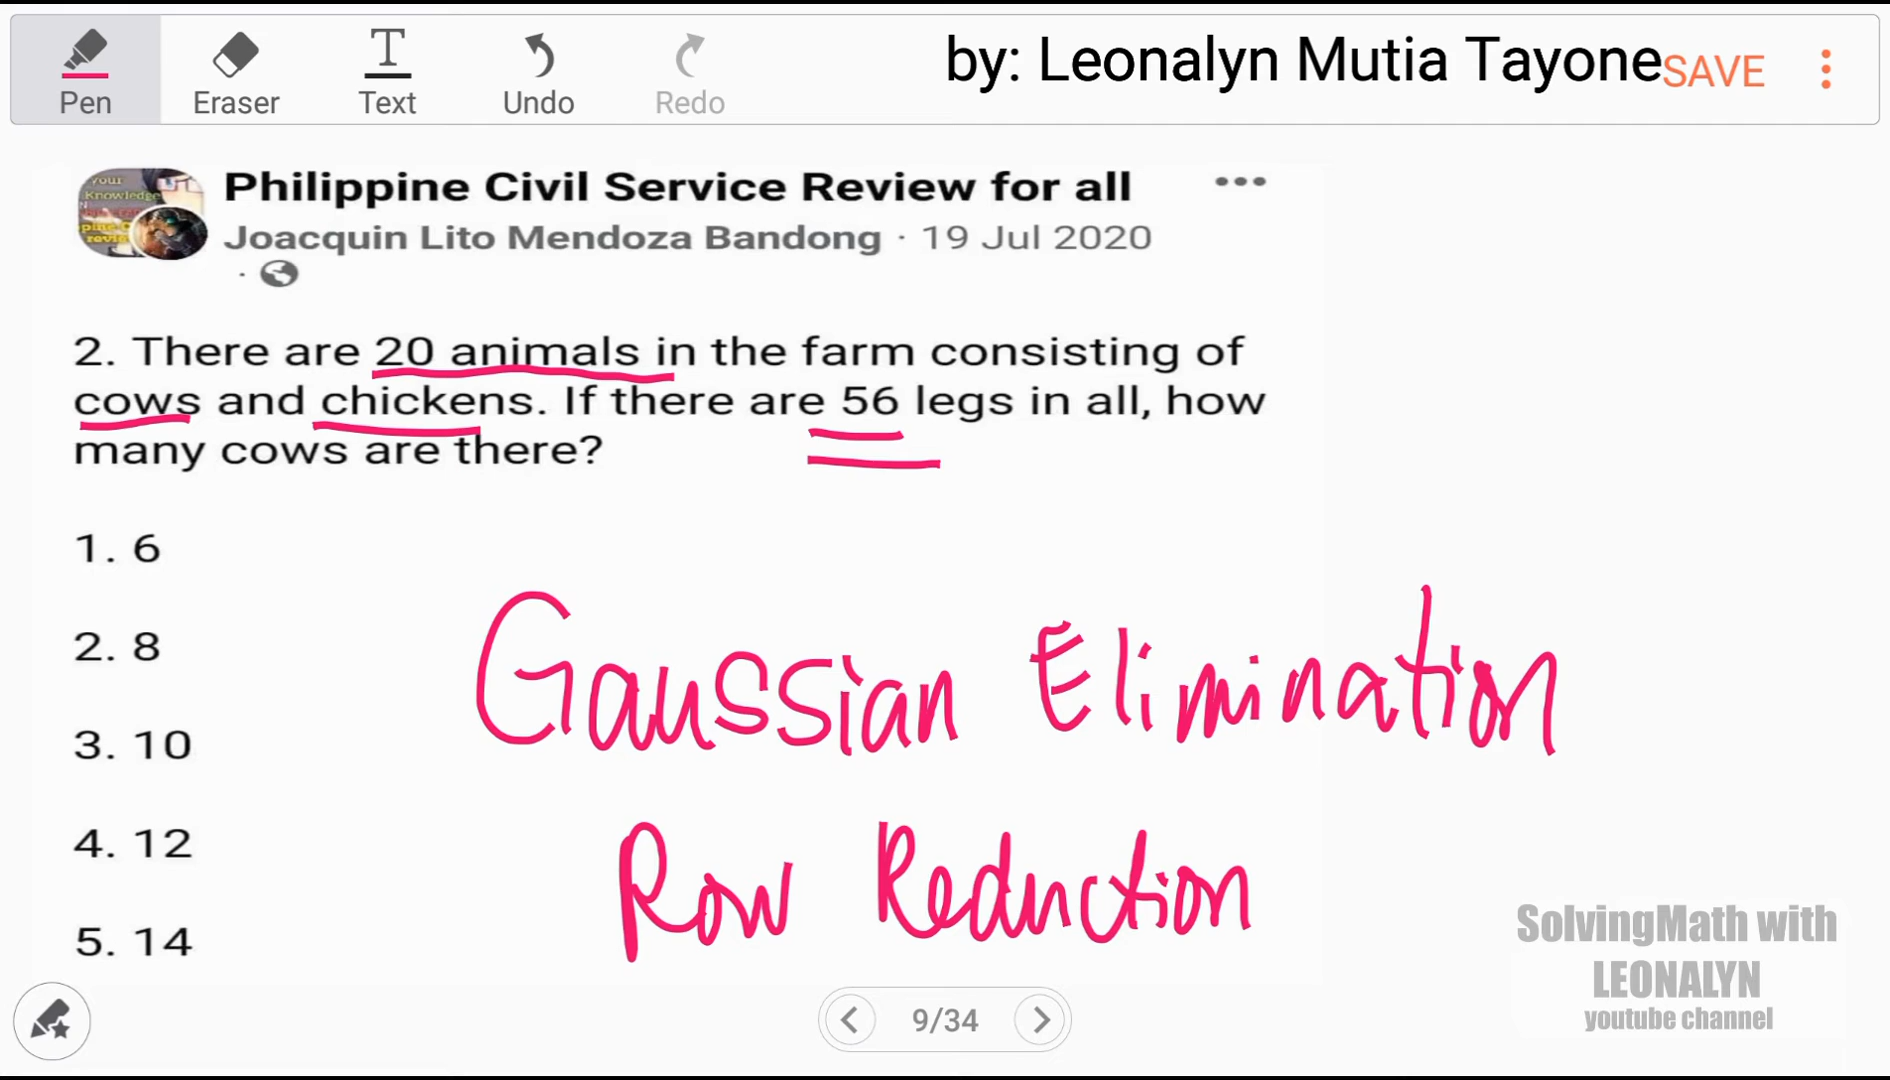 by: Leonalyn Mutia Tayone
SAVE
Pen
Eraser
Text
Undo
Redo
Philippine Civil Service Review for all
Joacquin Lito Mendoza Bandong · 19 Jul 2020
2. There are 20 animals in the farm consisting of
cows and chickens. If there are 56 legs in all, how
many cows are there?
1. 6
2. 8
3. 10
4. 12
5. 14
Gaussian Elimination
Row Reduction
SolvingMath with
LEONALYN
youtube channel
9/34